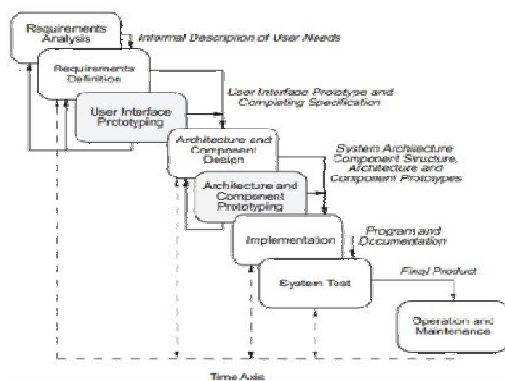 Requirements
Analysis
Internal Description of User Needs
Requirements
Definition
User Interface Prototype and
Completing Specification
User Interface
Prototyping
Architecture and
Component
Design
System Architecture
Component Structure,
Architecture and
Component Prototypes
Architecture and
Component
Prototyping
Implementation
Program and
Documentation
System Test
Final Product
Operation and
Maintenance
Time Axis